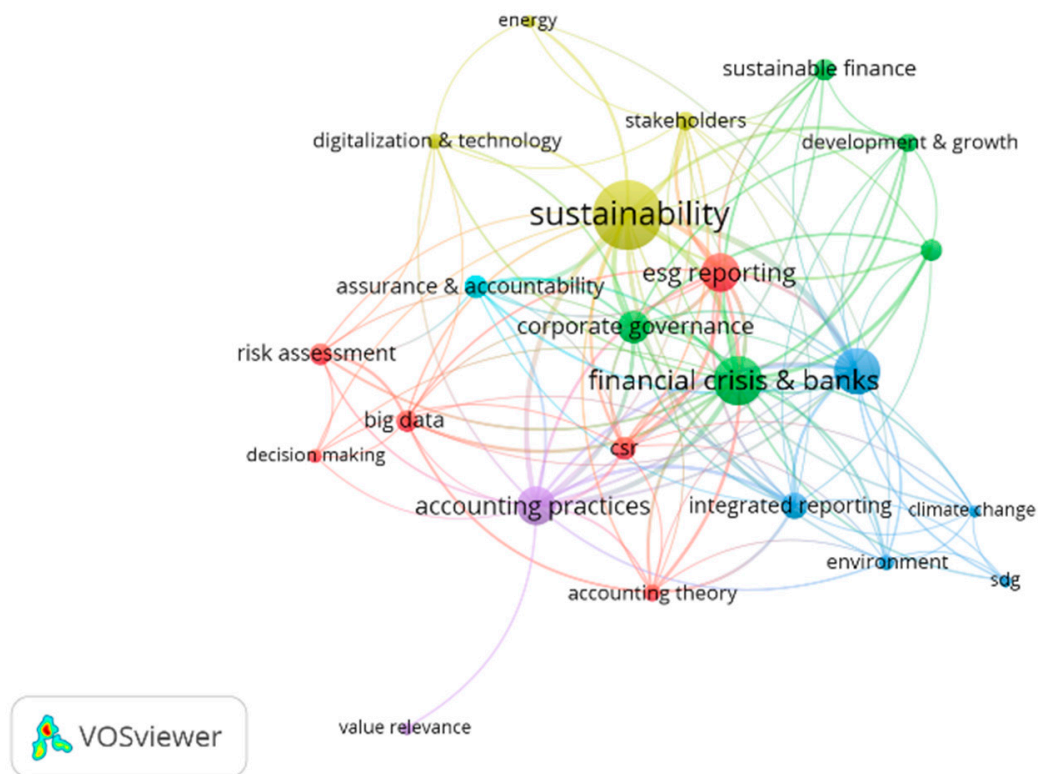 energy
sustainable finance
stakeholders
digitalization & technology
development & growth
sustainability
esg reporting
assurance & accountability
corporate governance
risk assessment
financial crisis & banks
big data
csr
decision making
accounting practices
integrated reporting
climate change
environment
sdg
accounting theory
value relevance
VOSviewer